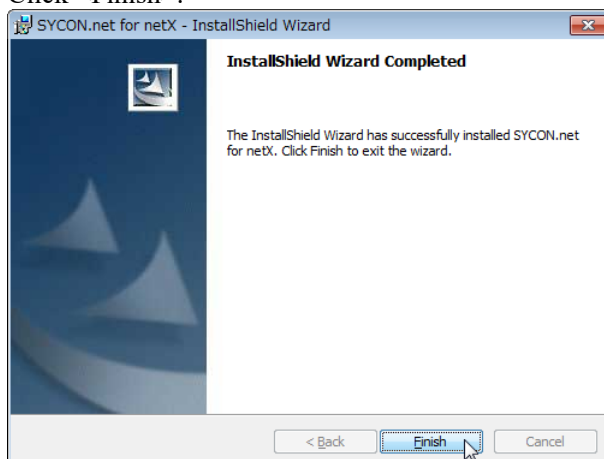 Click "Finish".
SYCON.net for netX - InstallShield Wizard
InstallShield Wizard Completed
The InstallShield Wizard has successfully installed SYCON.net
for netX. Click Finish to exit the wizard.
< Back
Finish
Cancel